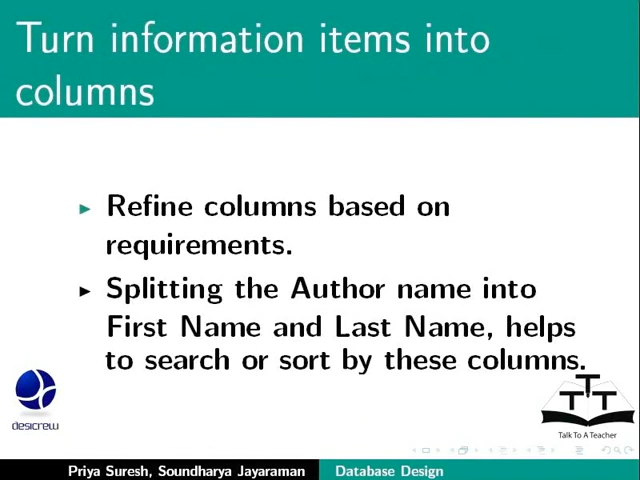 Turn information items into
columns
Refine columns based on
requirements.
Splitting the Author name into
First Name and Last Name, helps
to search or sort by these columns.
desicrew
TTT
Talk To A Teacher
Priya Suresh, Soundharya Jayaraman
Database Design